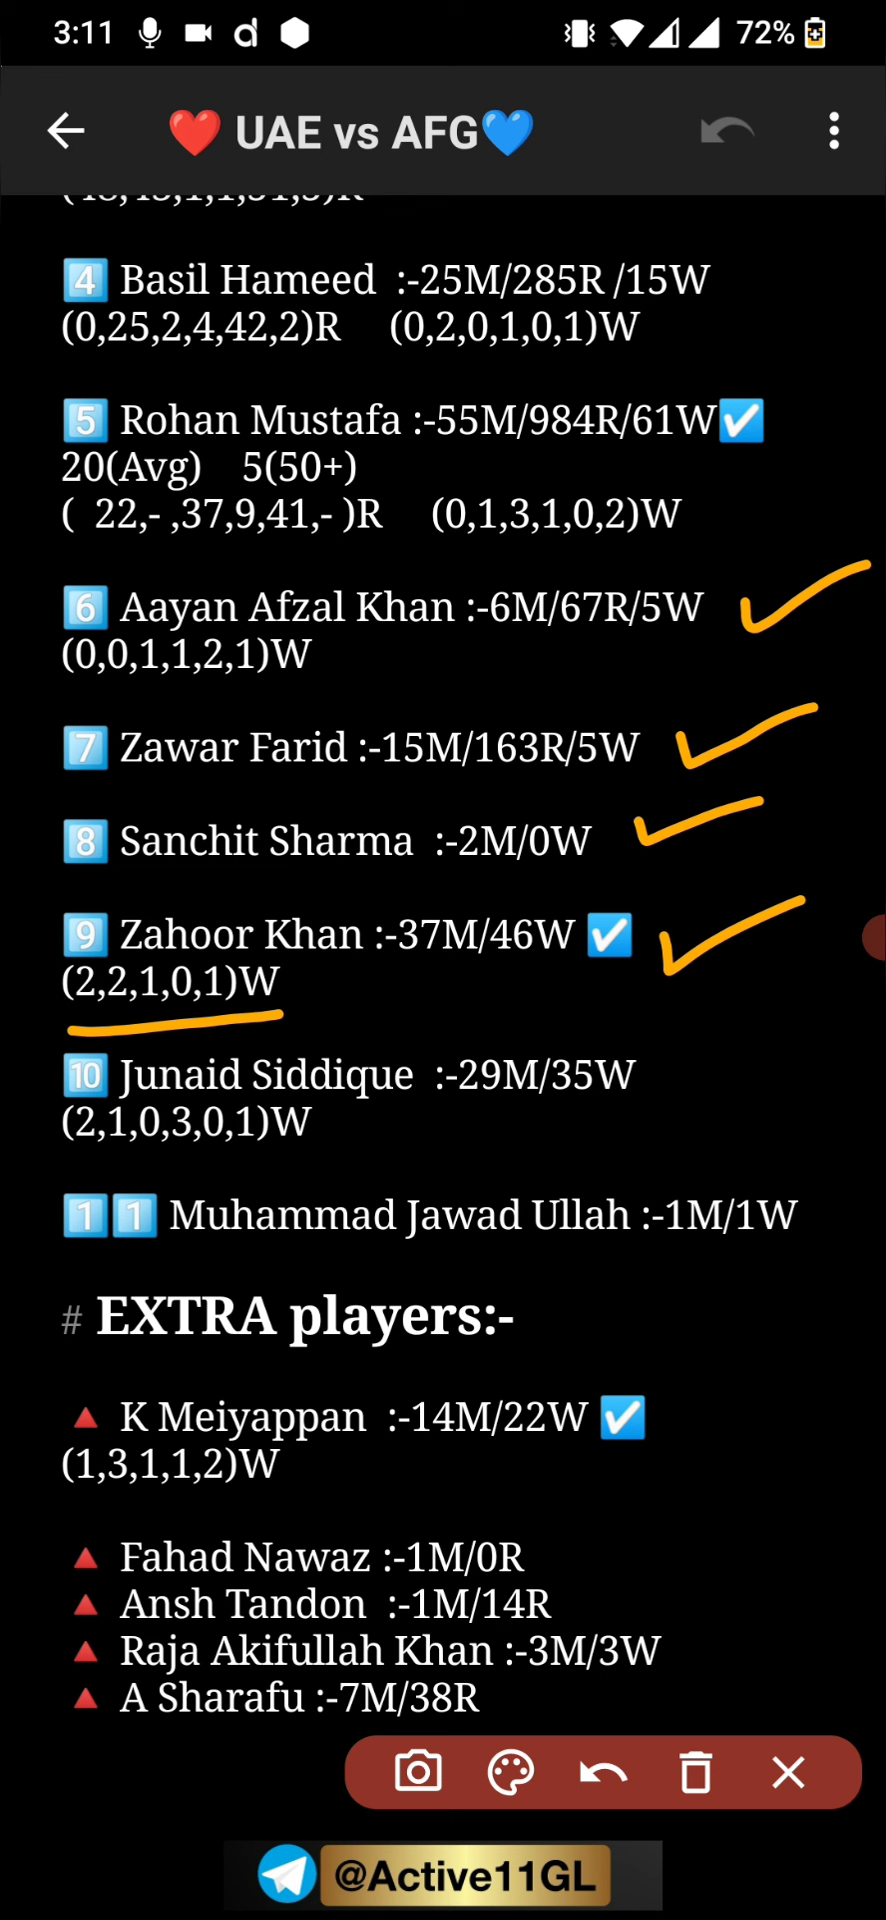 3:11 72%
❤️ UAE vs AFG💙
4️⃣ Basil Hameed :-25M/285R /15W
(0,25,2,4,42,2)R (0,2,0,1,0,1)W
5️⃣ Rohan Mustafa :-55M/984R/61W☑️
20(Avg) 5(50+)
( 22,- ,37,9,41,- )R (0,1,3,1,0,2)W
6️⃣ Aayan Afzal Khan :-6M/67R/5W
(0,0,1,1,2,1)W
7️⃣ Zawar Farid :-15M/163R/5W
8️⃣ Sanchit Sharma :-2M/0W
9️⃣ Zahoor Khan :-37M/46W ☑️
(2,2,1,0,1)W
🔟 Junaid Siddique :-29M/35W
(2,1,0,3,0,1)W
1️⃣1️⃣ Muhammad Jawad Ullah :-1M/1W
# EXTRA players:-
🔺 K Meiyappan :-14M/22W ☑️
(1,3,1,1,2)W
🔺 Fahad Nawaz :-1M/0R
🔺 Ansh Tandon :-1M/14R
🔺 Raja Akifullah Khan :-3M/3W
🔺 A Sharafu :-7M/38R
@Active11GL